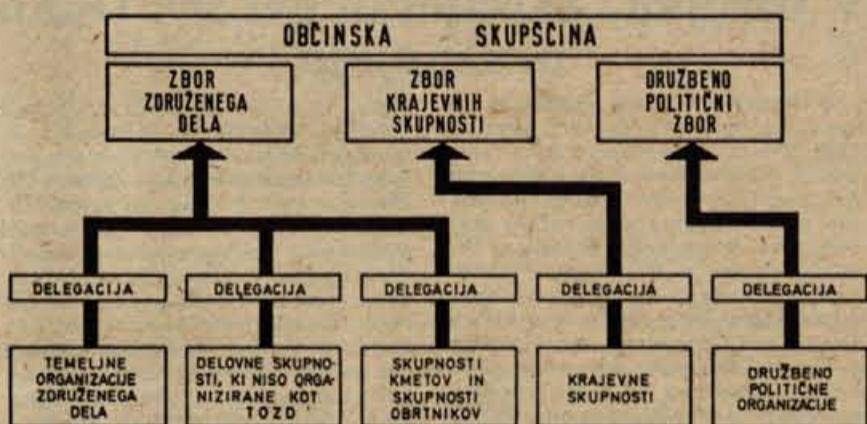 OBČINSKA SKUPŠČINA
ZBOR
ZDRUŽENEGA
DELA
ZBOR
KRAJEVNIH
SKUPNOSTI
DRUŽBENO
POLITIČNI
ZBOR
DELEGACIJA
DELEGACIJA
DELEGACIJA
DELEGACIJA
DELEGACIJA
TEMELJNE
ORGANIZACIJE
ZDRUŽENEGA
DELA
DELOVNE SKUPNO-
STI, KI NISO ORGA-
NIZIRANE KOT
TOZD
SKUPNOSTI
KMETOV IN
SKUPNOSTI
OBRTNIKOV
KRAJEVNE
SKUPNOSTI
DRUŽBENO
POLITIČNE
ORGANIZACIJE